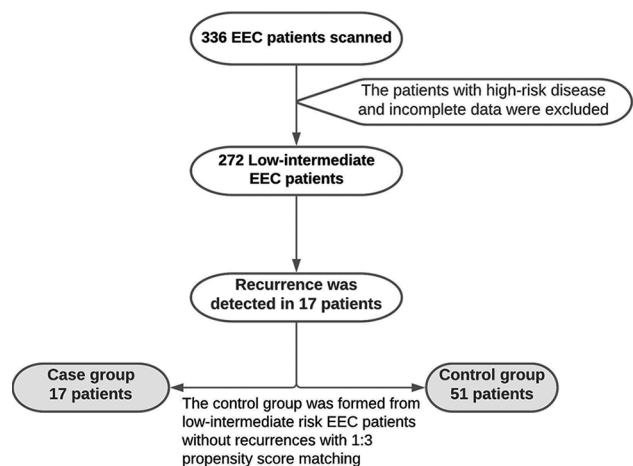 336 EEC patients scanned
The patients with high-risk disease
and incomplete data were excluded
272 Low-intermediate
EEC patients
Recurrence was
detected in 17 patients
Case group
17 patients
Control group
51 patients
The control group was formed from
low-intermediate risk EEC patients
without recurrences with 1:3
propensity score matching